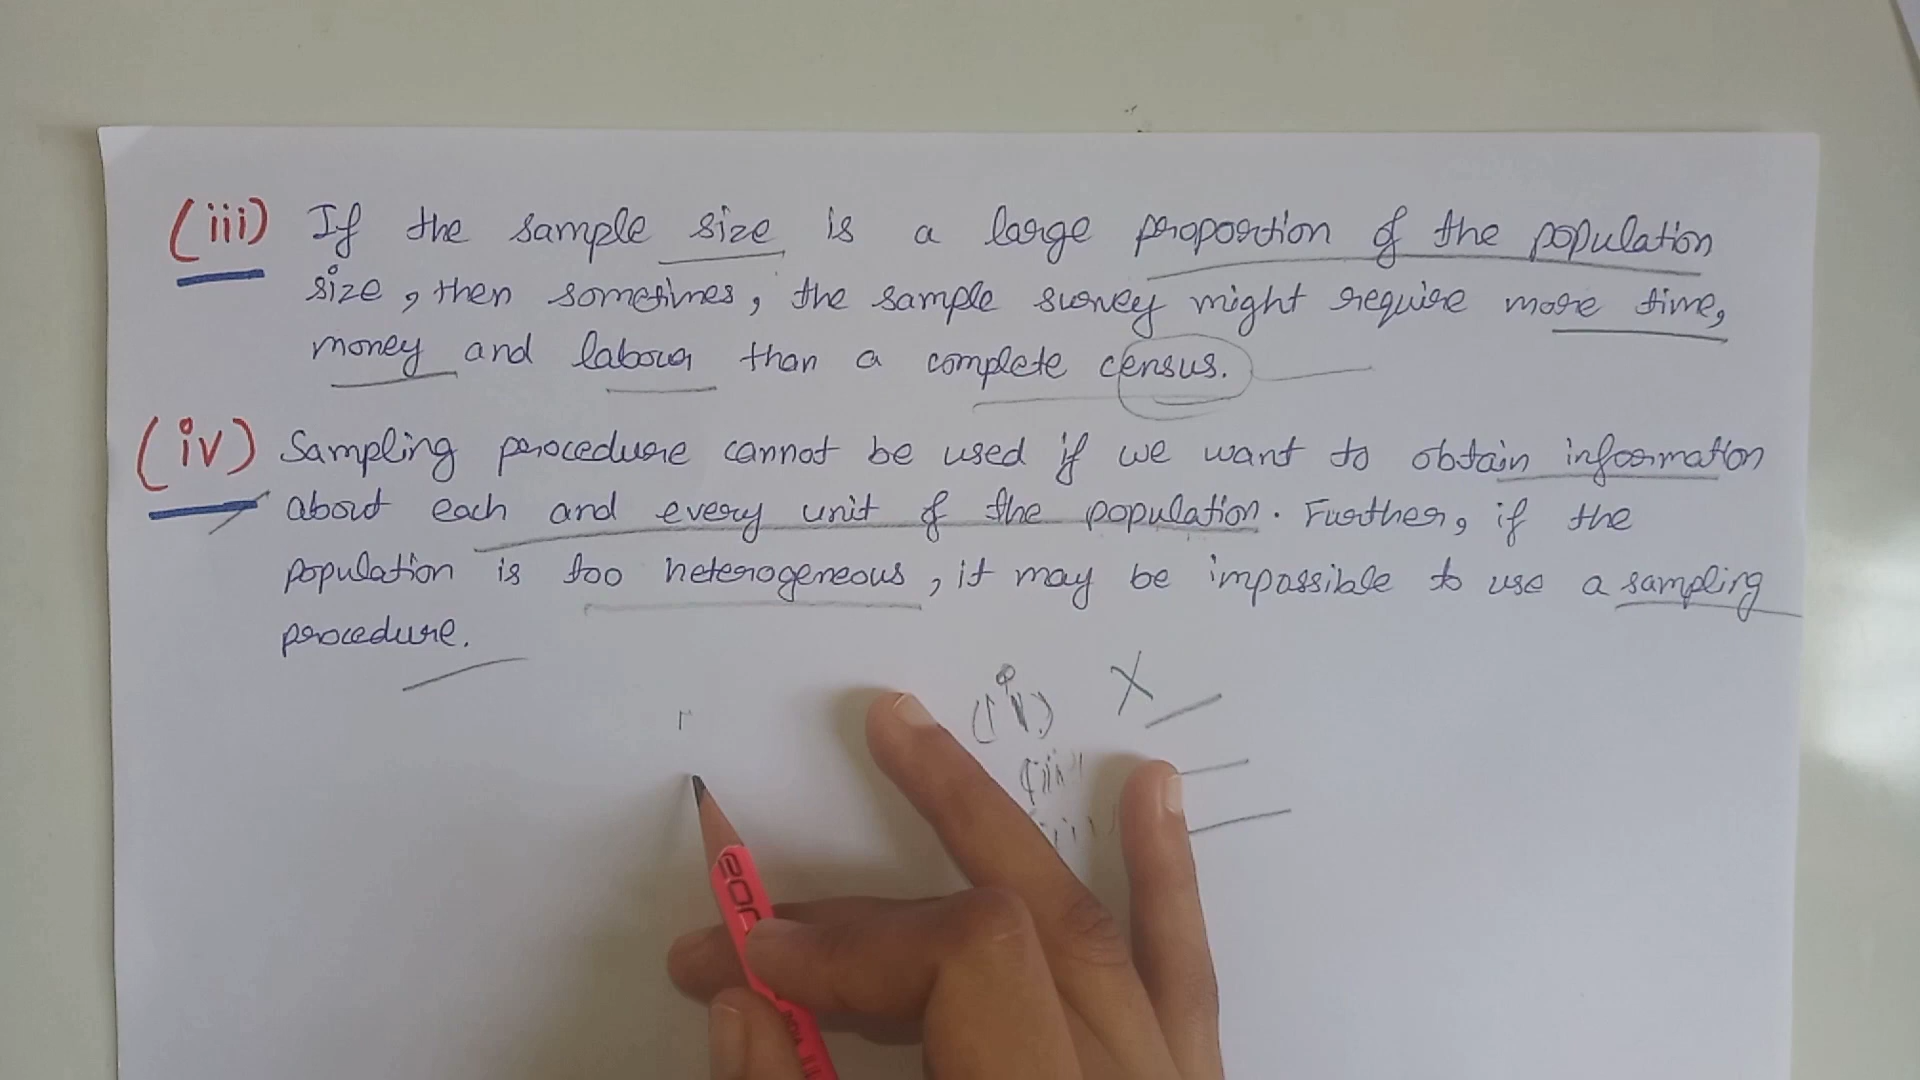 (iii) If the sample size is a large proportion of the population
size, then sometimes, the sample survey might require more time,
money and labour than a complete census.
(iv) Sampling procedure cannot be used if we want to obtain information
about each and every unit of the population. Further, if the
population is too heterogeneous, it may be impossible to use a sampling
procedure.
(iv) X
(iii)